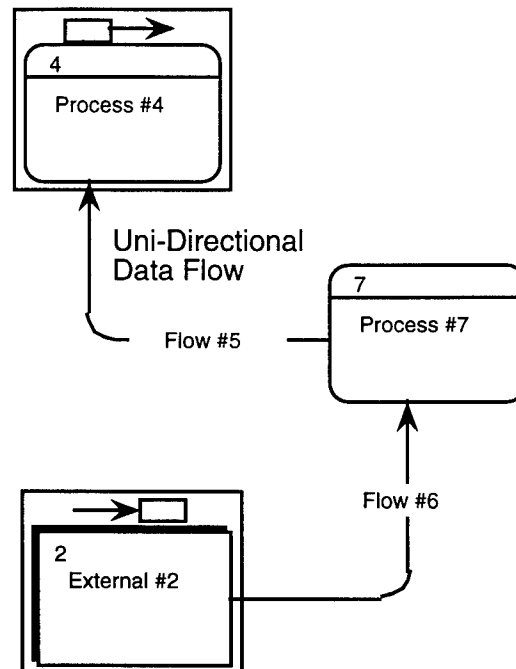 4
Process #4
Uni-Directional
Data Flow
7
Process #7
Flow #5
Flow #6
2
External #2